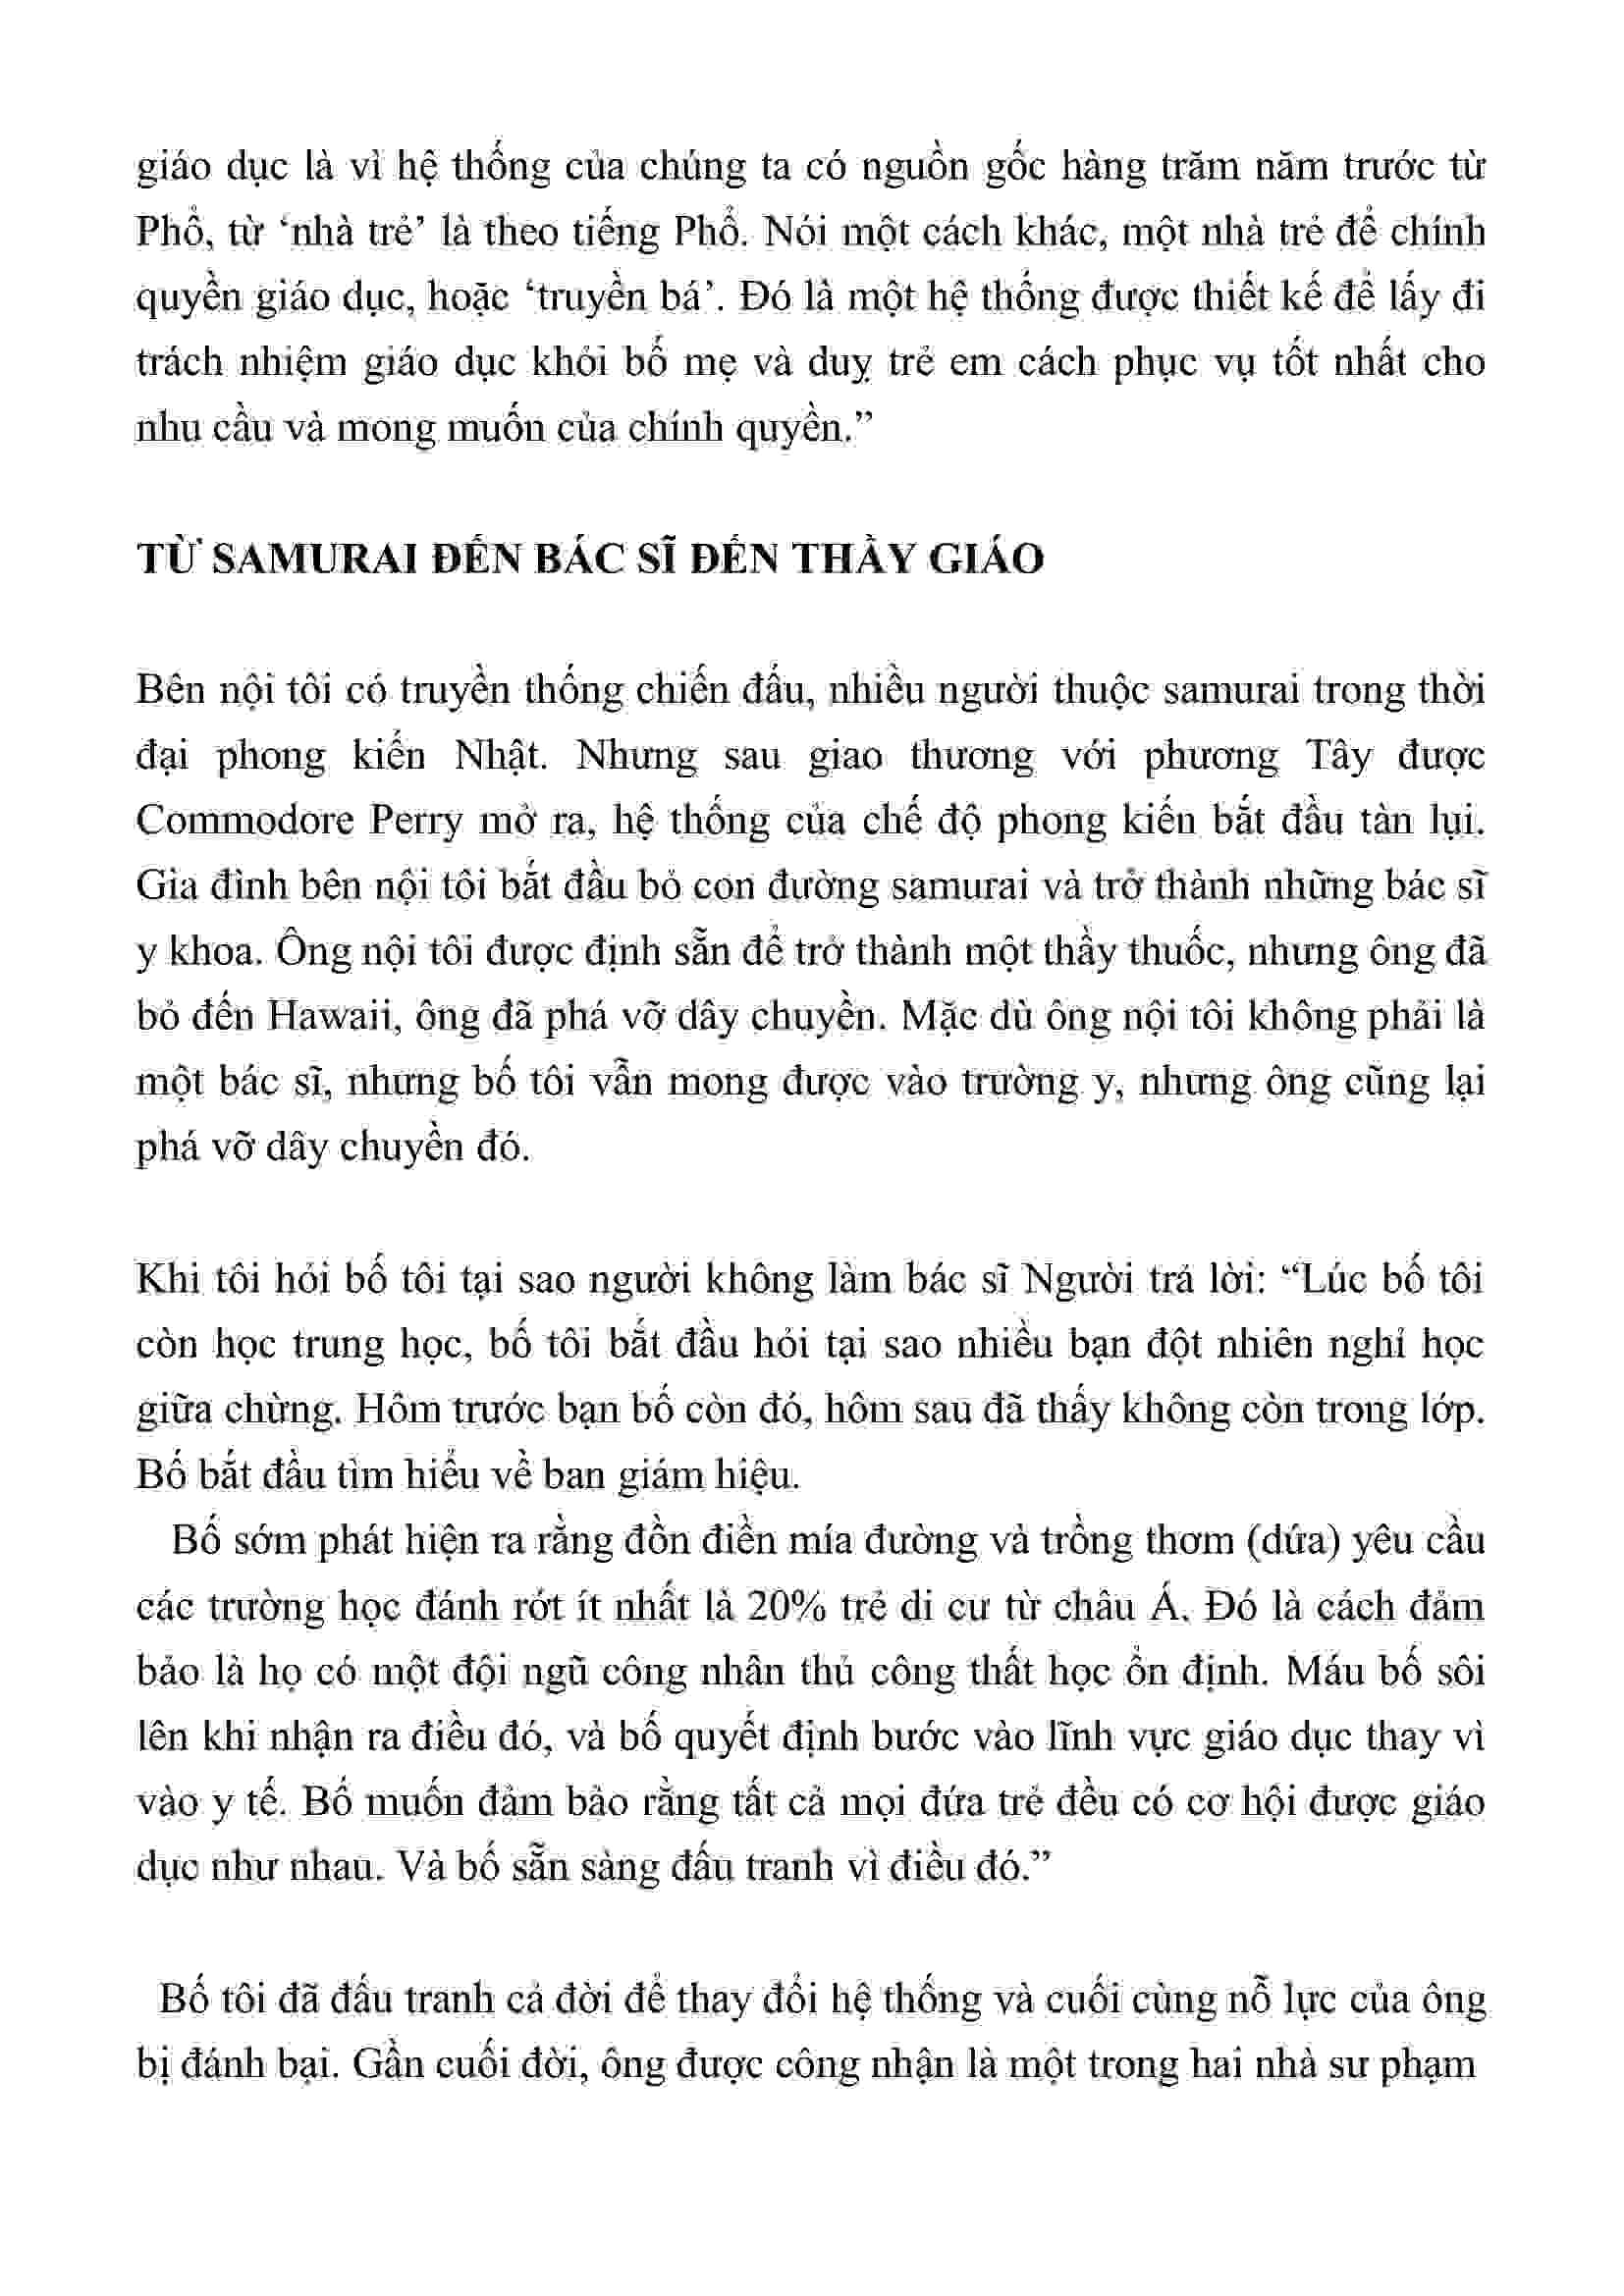 giáo dục là vì hệ thống của chúng ta có nguồn gốc hàng trăm năm trước từ
Phổ, từ ‘nhà trẻ’ là theo tiếng Phổ. Nói một cách khác, một nhà trẻ để chính
quyền giáo dục, hoặc ‘truyền bá’. Đó là một hệ thống được thiết kế để lấy đi
trách nhiệm giáo dục khỏi bố mẹ và duỵ trẻ em cách phục vụ tốt nhất cho
nhu cầu và mong muốn của chính quyền.”
TỪ SAMURAI ĐẾN BÁC SĨ ĐẾN THẦY GIÁO
Bên nội tôi có truyền thống chiến đấu, nhiều người thuộc samurai trong thời
đại phong kiến Nhật. Nhưng sau giao thương với phương Tây được
Commodore Perry mở ra, hệ thống của chế độ phong kiến bắt đầu tàn lụi.
Gia đình bên nội tôi bắt đầu bỏ con đường samurai và trở thành những bác sĩ
y khoa. Ông nội tôi được định sẵn để trở thành một thầy thuốc, nhưng ông đã
bỏ đến Hawaii, ông đã phá vỡ dây chuyền. Mặc dù ông nội tôi không phải là
một bác sĩ, nhưng bố tôi vẫn mong được vào trường y, nhưng ông cũng lại
phá vỡ dây chuyền đó.
Khi tôi hỏi bố tôi tại sao người không làm bác sĩ Người trả lời: “Lúc bố tôi
còn học trung học, bố tôi bắt đầu hỏi tại sao nhiều bạn đột nhiên nghỉ học
giữa chừng. Hôm trước bạn bố còn đó, hôm sau đã thấy không còn trong lớp.
Bố bắt đầu tìm hiểu về ban giám hiệu.
Bố sớm phát hiện ra rằng đồn điền mía đường và trồng thơm (dứa) yêu cầu
các trường học đánh rớt ít nhất là 20% trẻ di cư từ châu Á. Đó là cách đảm
bảo là họ có một đội ngũ công nhân thủ công thất học ổn định. Máu bố sôi
lên khi nhận ra điều đó, và bố quyết định bước vào lĩnh vực giáo dục thay vì
vào y tế. Bố muốn đảm bảo rằng tất cả mọi đứa trẻ đều có cơ hội được giáo
dục như nhau. Và bố sẵn sàng đấu tranh vì điều đó.”
Bố tôi đã đấu tranh cả đời để thay đổi hệ thống và cuối cùng nỗ lực của ông
bị đánh bại. Gần cuối đời, ông được công nhận là một trong hai nhà sư phạm